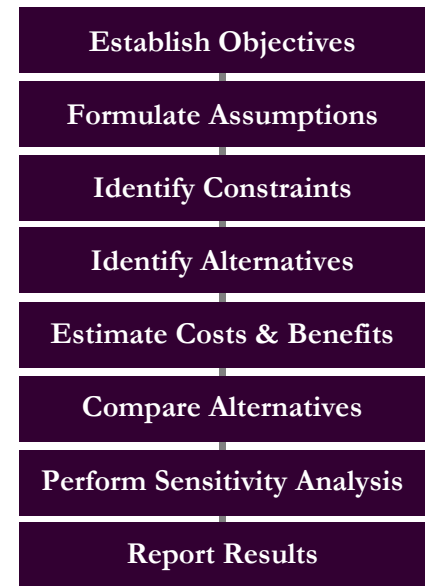 Establish Objectives
Formulate Assumptions
Identify Constraints
Identify Alternatives
Estimate Costs & Benefits
Compare Alternatives
Perform Sensitivity Analysis
Report Results